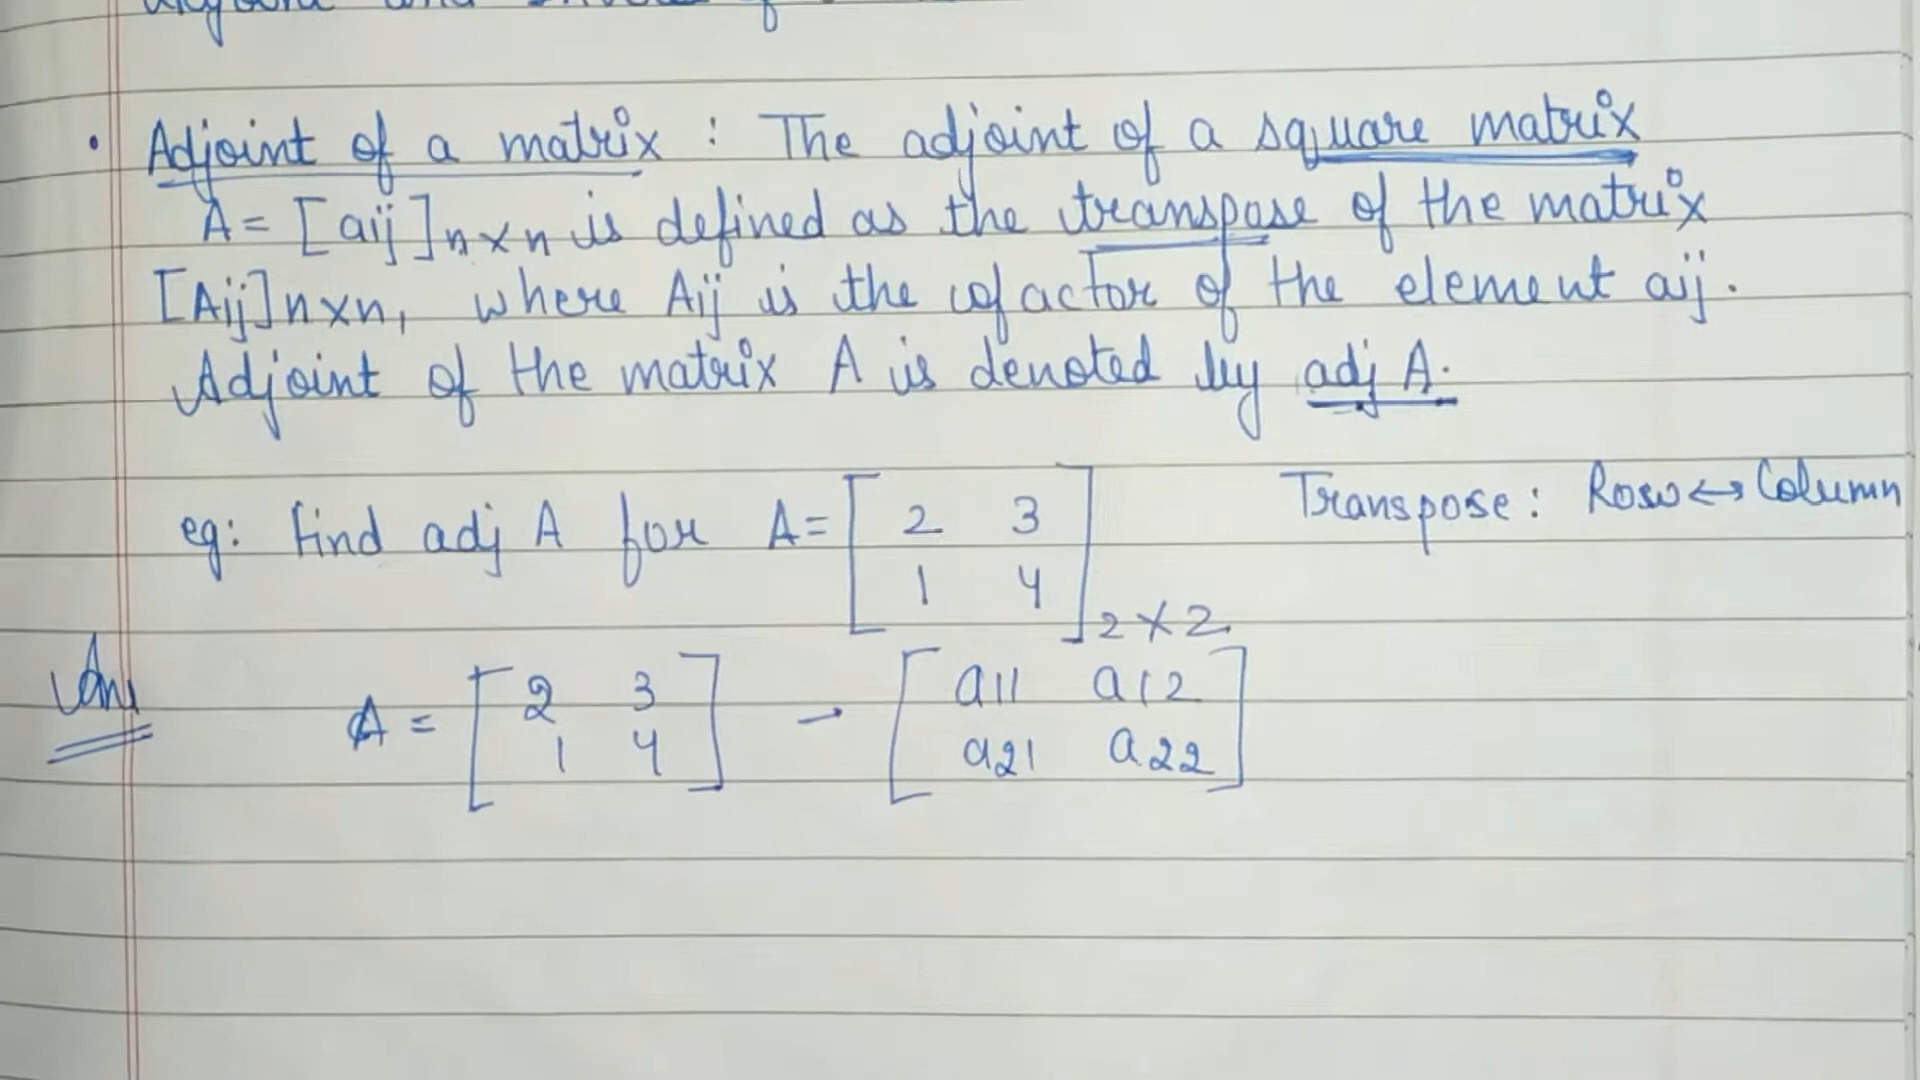 • Adjoint of a matrix : The adjoint of a square matrix
A = [aij]n×n is defined as the transpose of the matrix
[Aij]n×n, where Aij is the cofactor of the element aij.
Adjoint of the matrix A is denoted by adj A.
eg: find adj A for A = [ 2 3 Transpose : Row ↔ Column
1 4 ]2×2
Ans A = [ 2 3 - [ a11 a12 ]
1 4 ] a21 a22